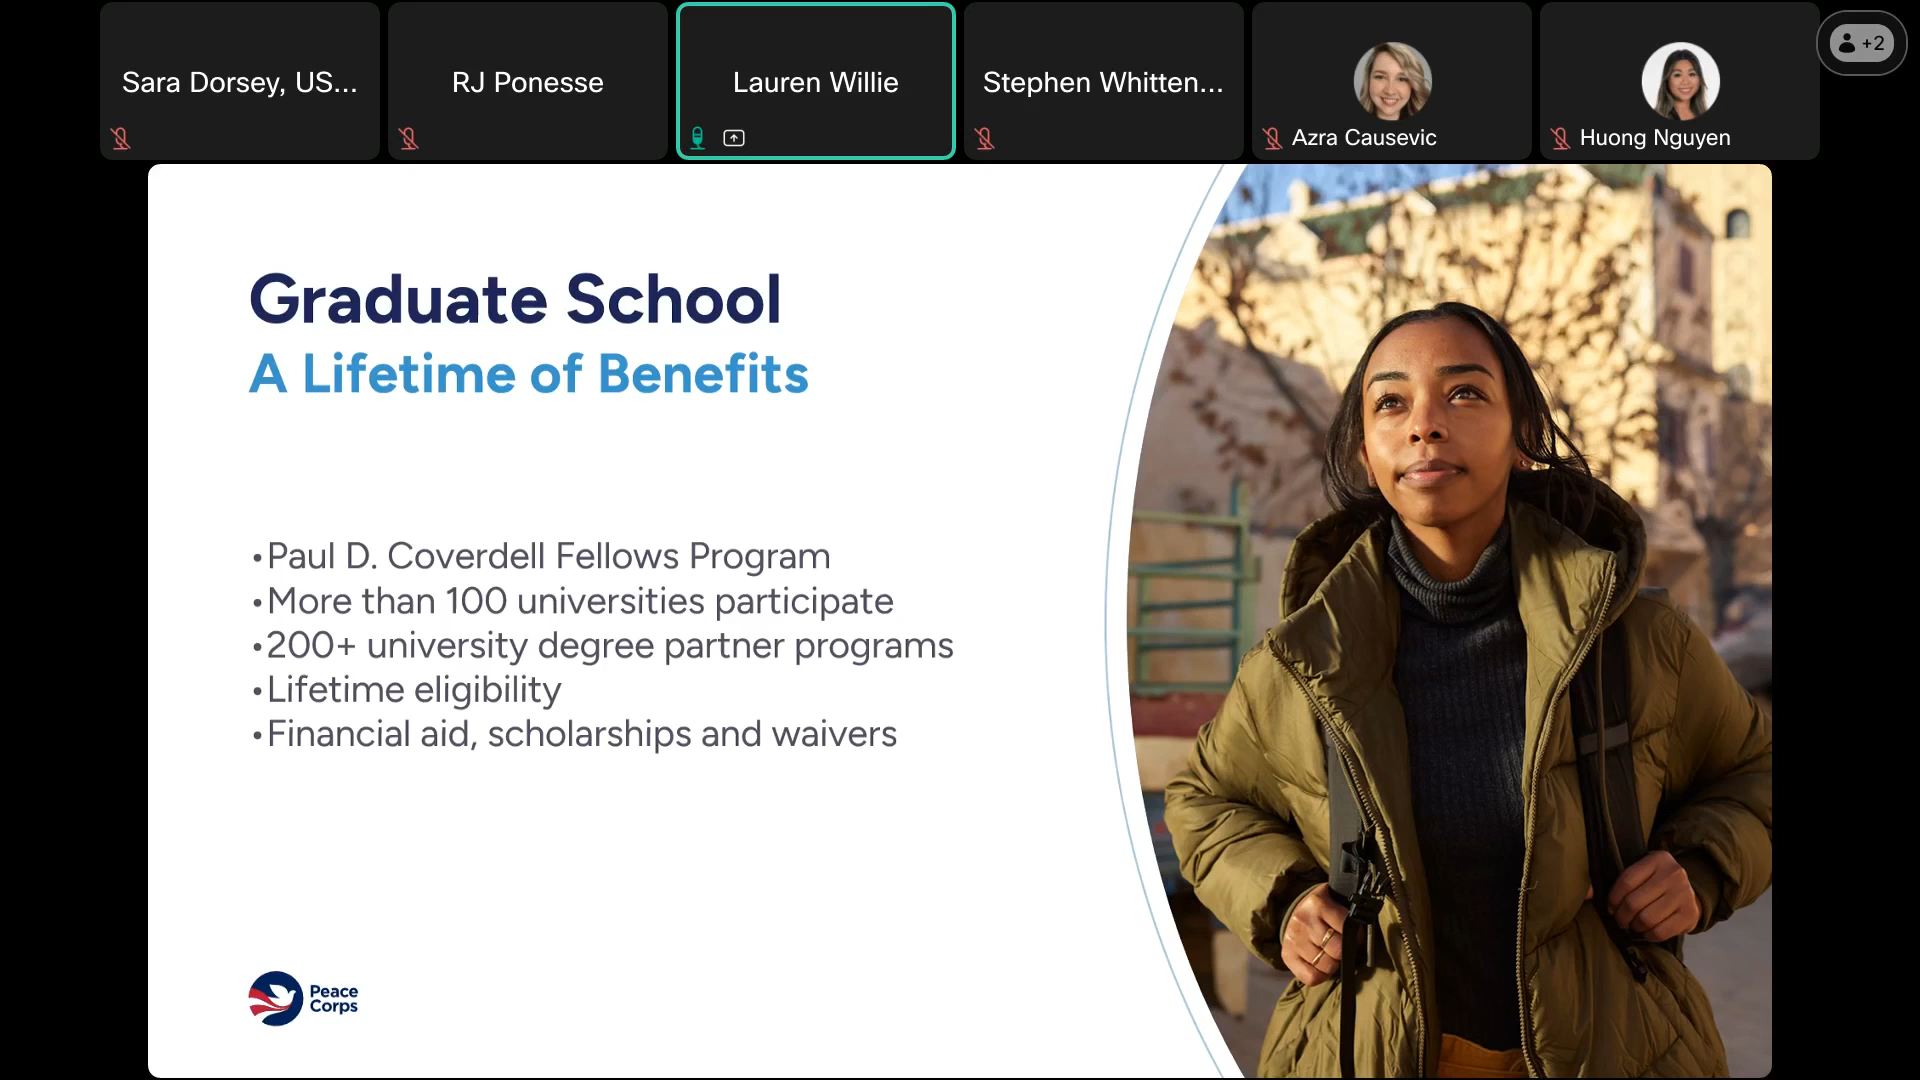 Sara Dorsey, US...
RJ Ponesse
Lauren Willie
Stephen Whitten...
Azra Causevic
Huong Nguyen
+2
Graduate School
A Lifetime of Benefits
•Paul D. Coverdell Fellows Program
•More than 100 universities participate
•200+ university degree partner programs
•Lifetime eligibility
•Financial aid, scholarships and waivers
Peace
Corps